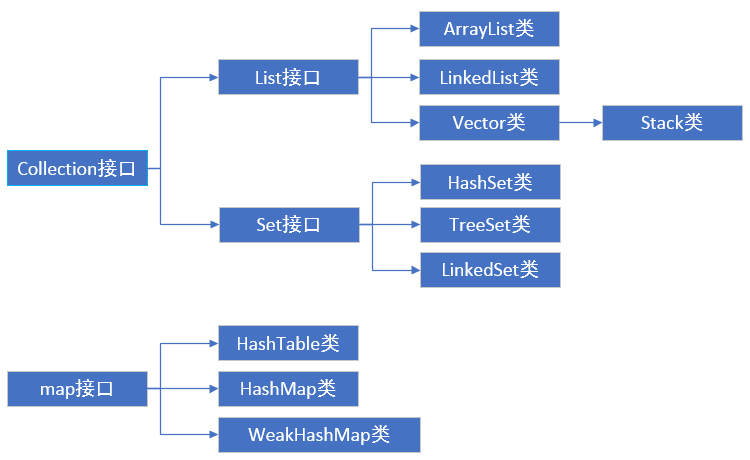 ArrayList类
List接口
LinkedList类
Vector类
Stack类
Collection接口
HashSet类
Set接口
TreeSet类
LinkedSet类
HashTable类
map接口
HashMap类
WeakHashMap类